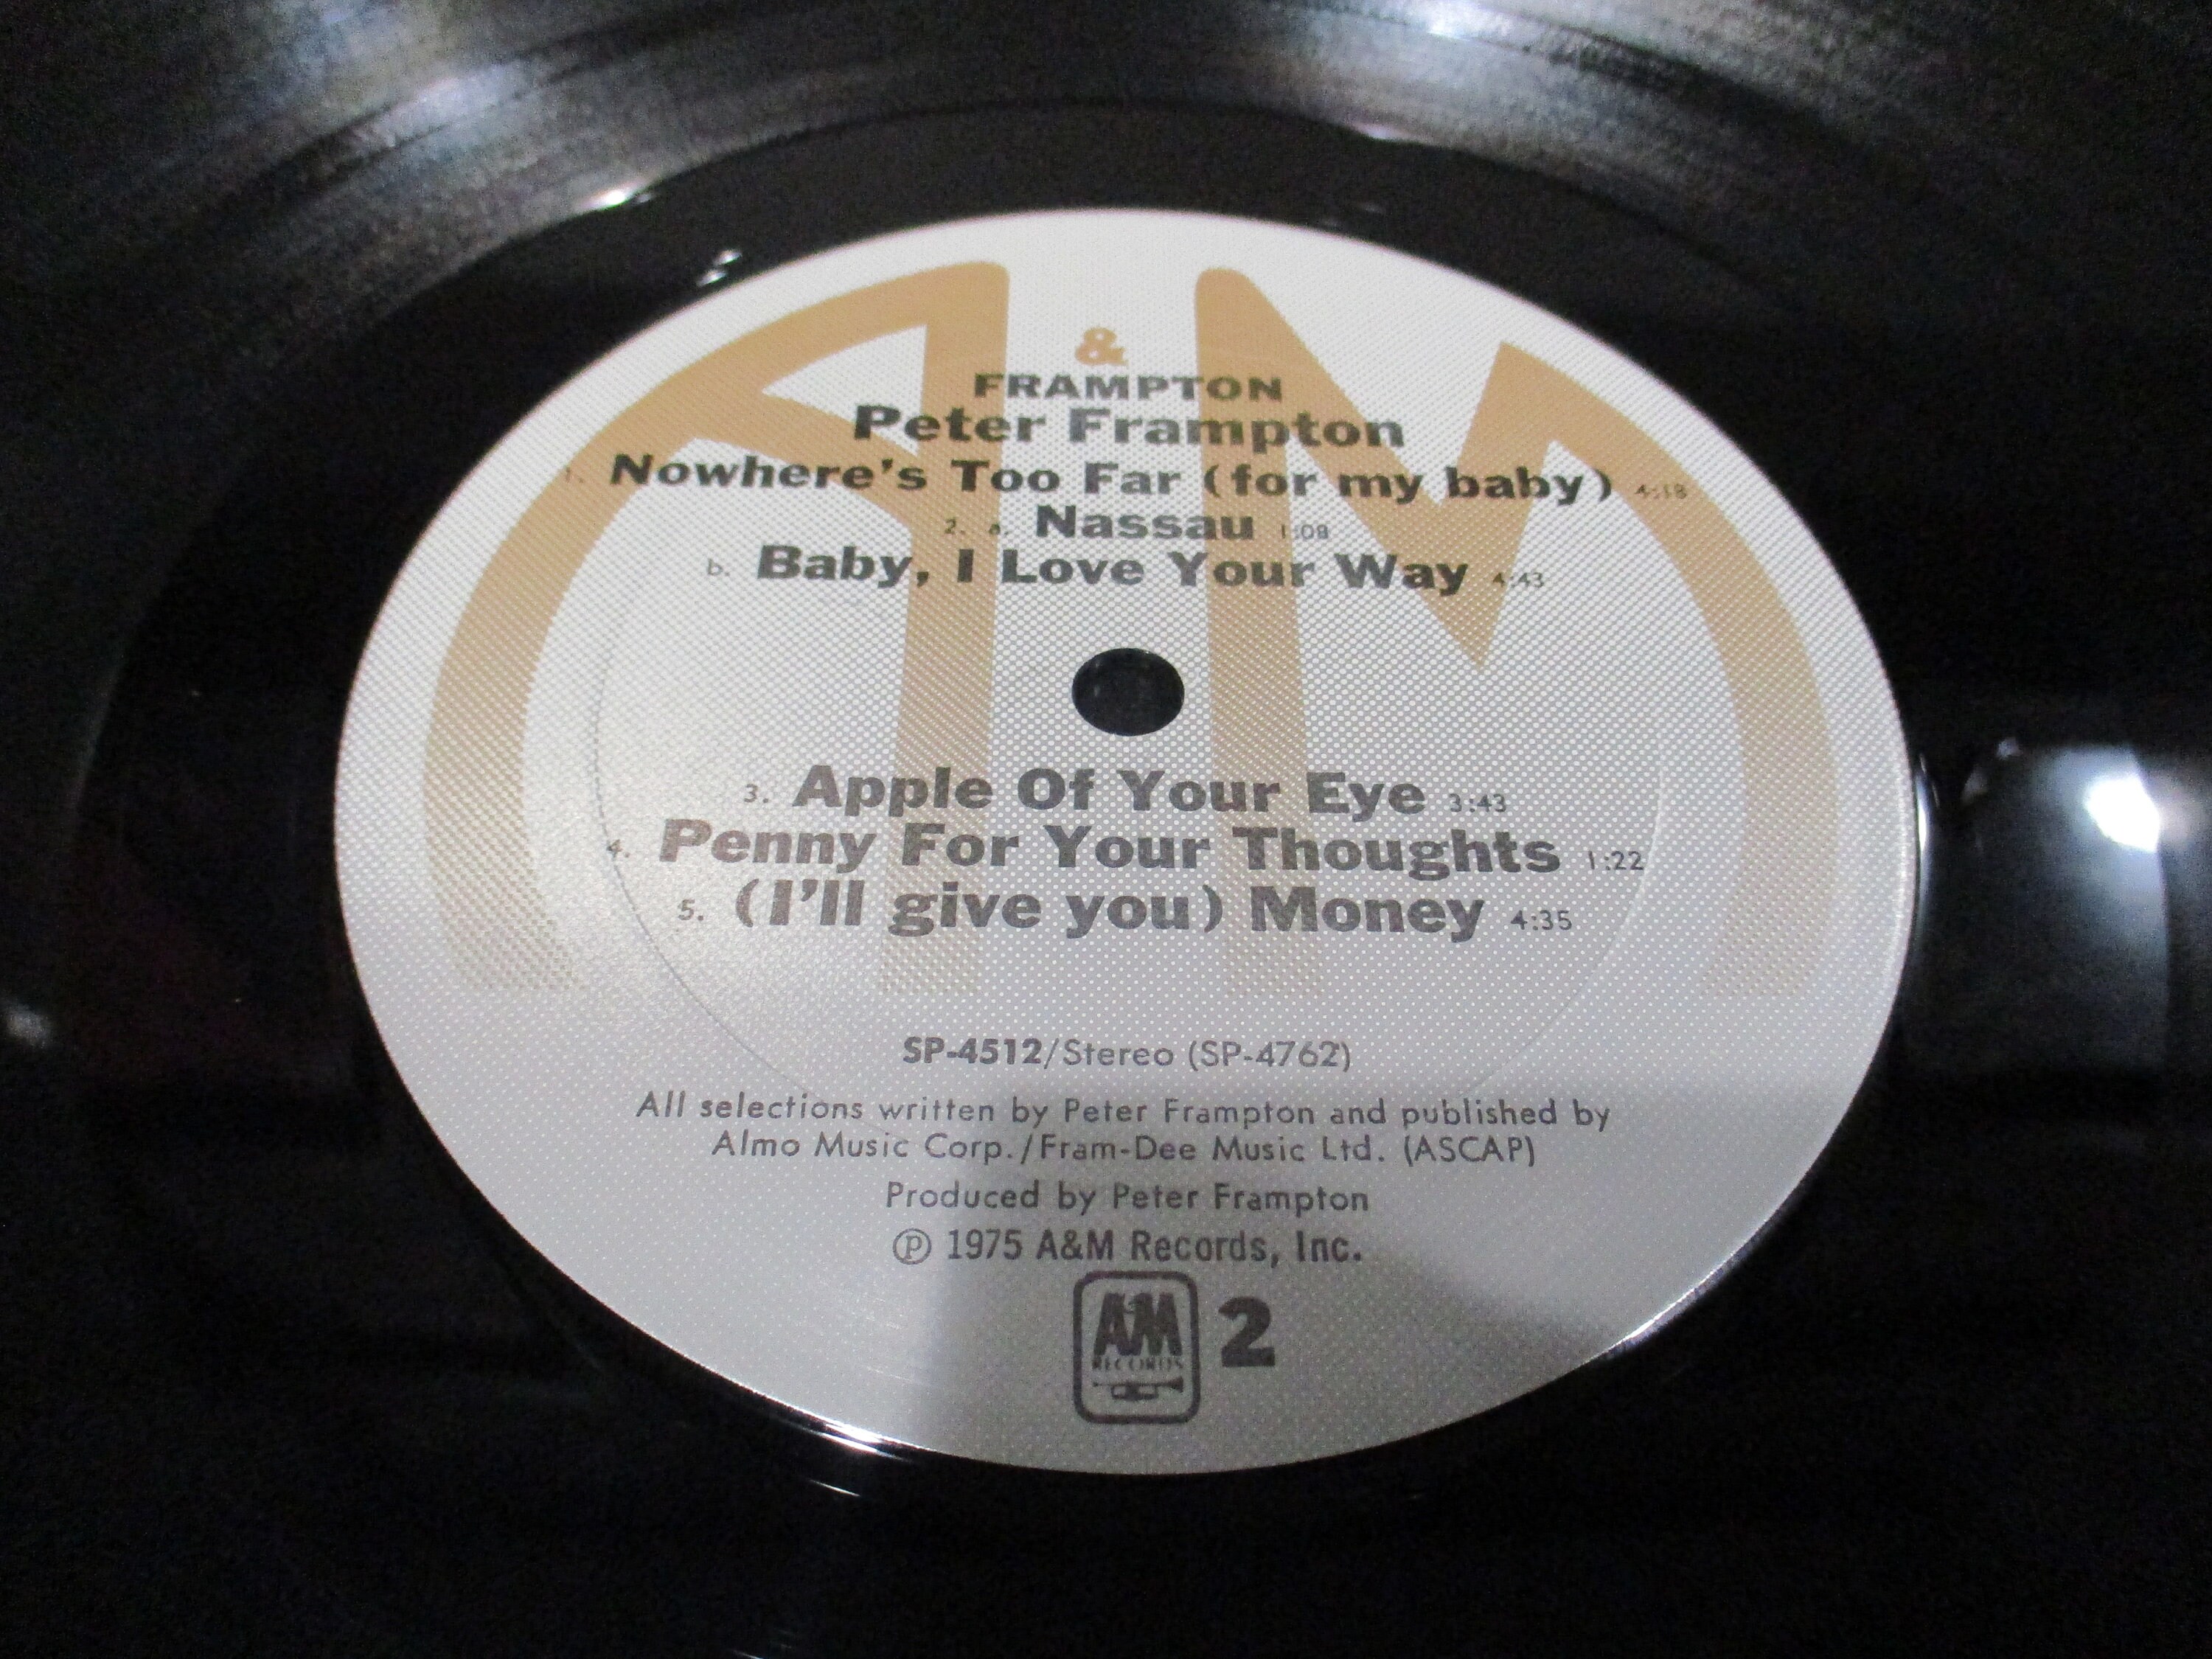 A & M
FRAMPTON
Peter Frampton
1. Nowhere's Too Far (for my baby) 4:18
2. a. Nassau 1:08
b. Baby, I Love Your Way 4:43
3. Apple Of Your Eye 3:43
4. Penny For Your Thoughts 1:22
5. (I'll give you) Money 4:35
SP-4512/Stereo (SP-4762)
All selections written by Peter Frampton and published by
Almo Music Corp./Fram-Dee Music Ltd. (ASCAP)
Produced by Peter Frampton
℗ 1975 A&M Records, Inc.
A&M 2
RECORDS